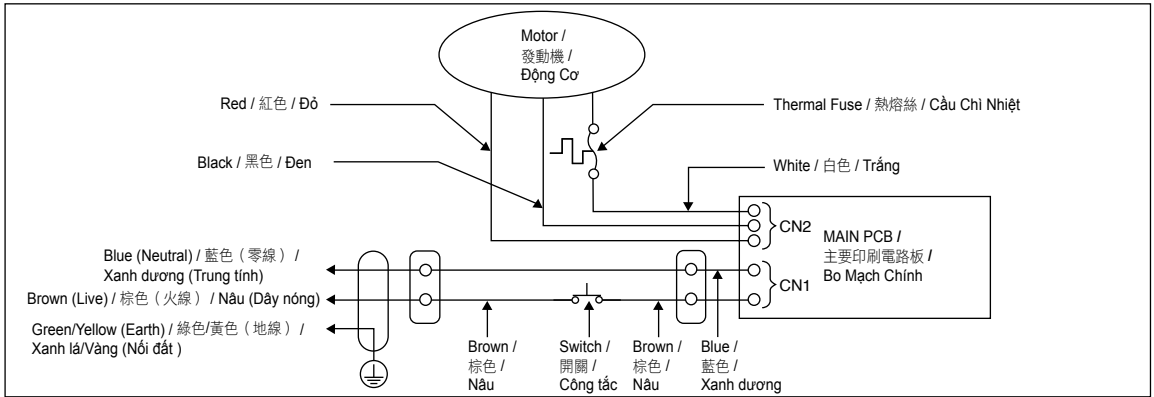 Motor /
發動機 /
Động Cơ
Red / 紅色 / Đỏ
Thermal Fuse / 熱熔絲 / Cầu Chì Nhiệt
Black / 黑色 / Đen
White / 白色 / Trắng
CN2
MAIN PCB /
主要印刷電路板 /
Bo Mạch Chính
CN1
Blue (Neutral) / 藍色（零線） /
Xanh dương (Trung tính)
Brown (Live) / 棕色（火線） / Nâu (Dây nóng)
Green/Yellow (Earth) / 綠色/黃色（地線） /
Xanh lá/Vàng (Nối đất )
Brown /
棕色 /
Nâu
Switch /
開關 /
Công tắc
Brown /
棕色 /
Nâu
Blue /
藍色 /
Xanh dương